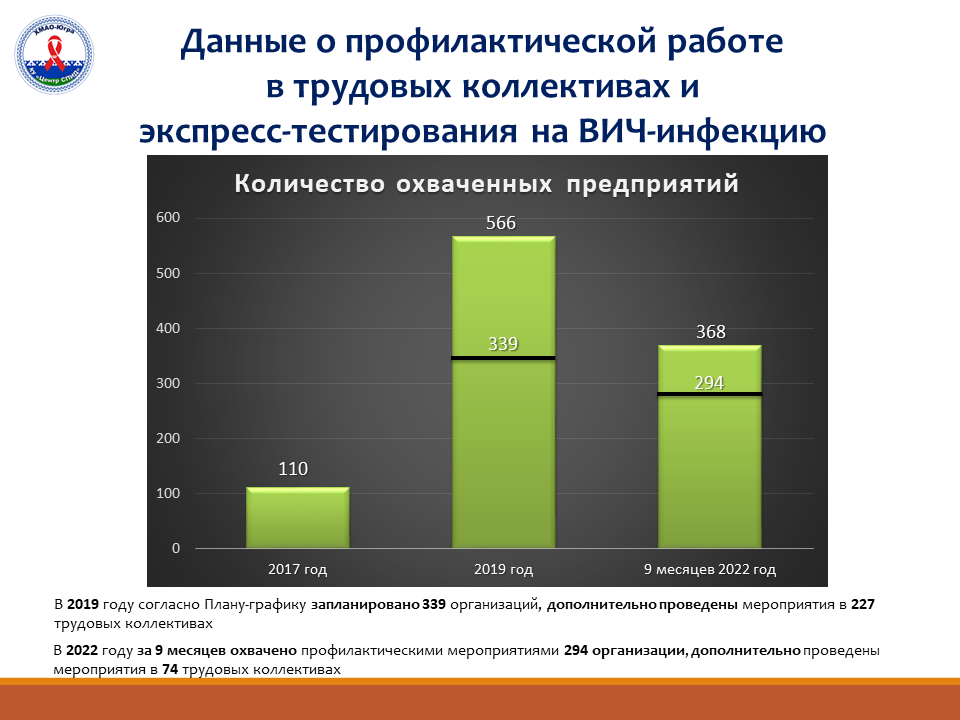 ХМАО-Югра
КУ «Центр СПИД»
Данные о профилактической работе
в трудовых коллективах и
экспресс-тестирования на ВИЧ-инфекцию
Количество охваченных предприятий
600
500
400
300
200
100
0
110
566
339
368
294
2017 год
2019 год
9 месяцев 2022 год
В 2019 году согласно Плану-графику запланировано 339 организаций, дополнительно проведены мероприятия в 227
трудовых коллективах
В 2022 году за 9 месяцев охвачено профилактическими мероприятиями 294 организации, дополнительно проведены
мероприятия в 74 трудовых коллективах